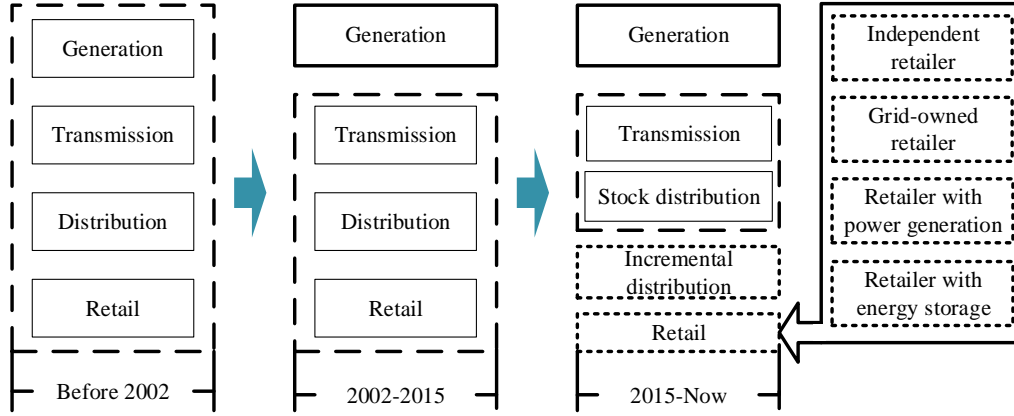 Generation
Transmission
Distribution
Retail
Before 2002
Generation
Transmission
Distribution
Retail
2002-2015
Generation
Transmission
Stock distribution
Incremental
distribution
Retail
2015-Now
Independent
retailer
Grid-owned
retailer
Retailer with
power generation
Retailer with
energy storage